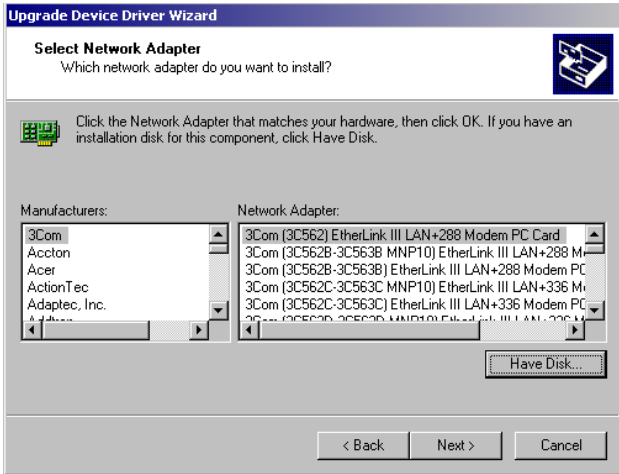 Upgrade Device Driver Wizard
Select Network Adapter
Which network adapter do you want to install?
Click the Network Adapter that matches your hardware, then click OK. If you have an
installation disk for this component, click Have Disk.
Manufacturers:
3Com
Accton
Acer
ActionTec
Adaptec, Inc.
Network Adapter:
3Com (3C562) EtherLink III LAN+288 Modem PC Card
3Com (3C562B-3C563B MNP10) EtherLink III LAN+288 M
3Com (3C562B-3C563B) EtherLink III LAN+288 Modem PC
3Com (3C562C-3C563C MNP10) EtherLink III LAN+336 M
3Com (3C562C-3C563C) EtherLink III LAN+336 Modem PC
Have Disk...
< Back
Next >
Cancel